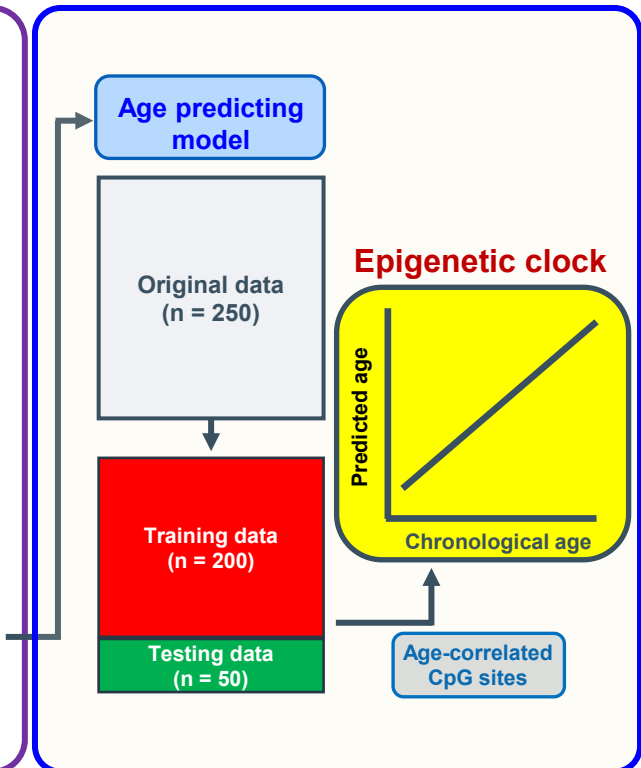 Age predicting
model
Original data
(n = 250)
Epigenetic clock
Predicted age
Chronological age
Training data
(n = 200)
Testing data
(n = 50)
Age-correlated
CpG sites